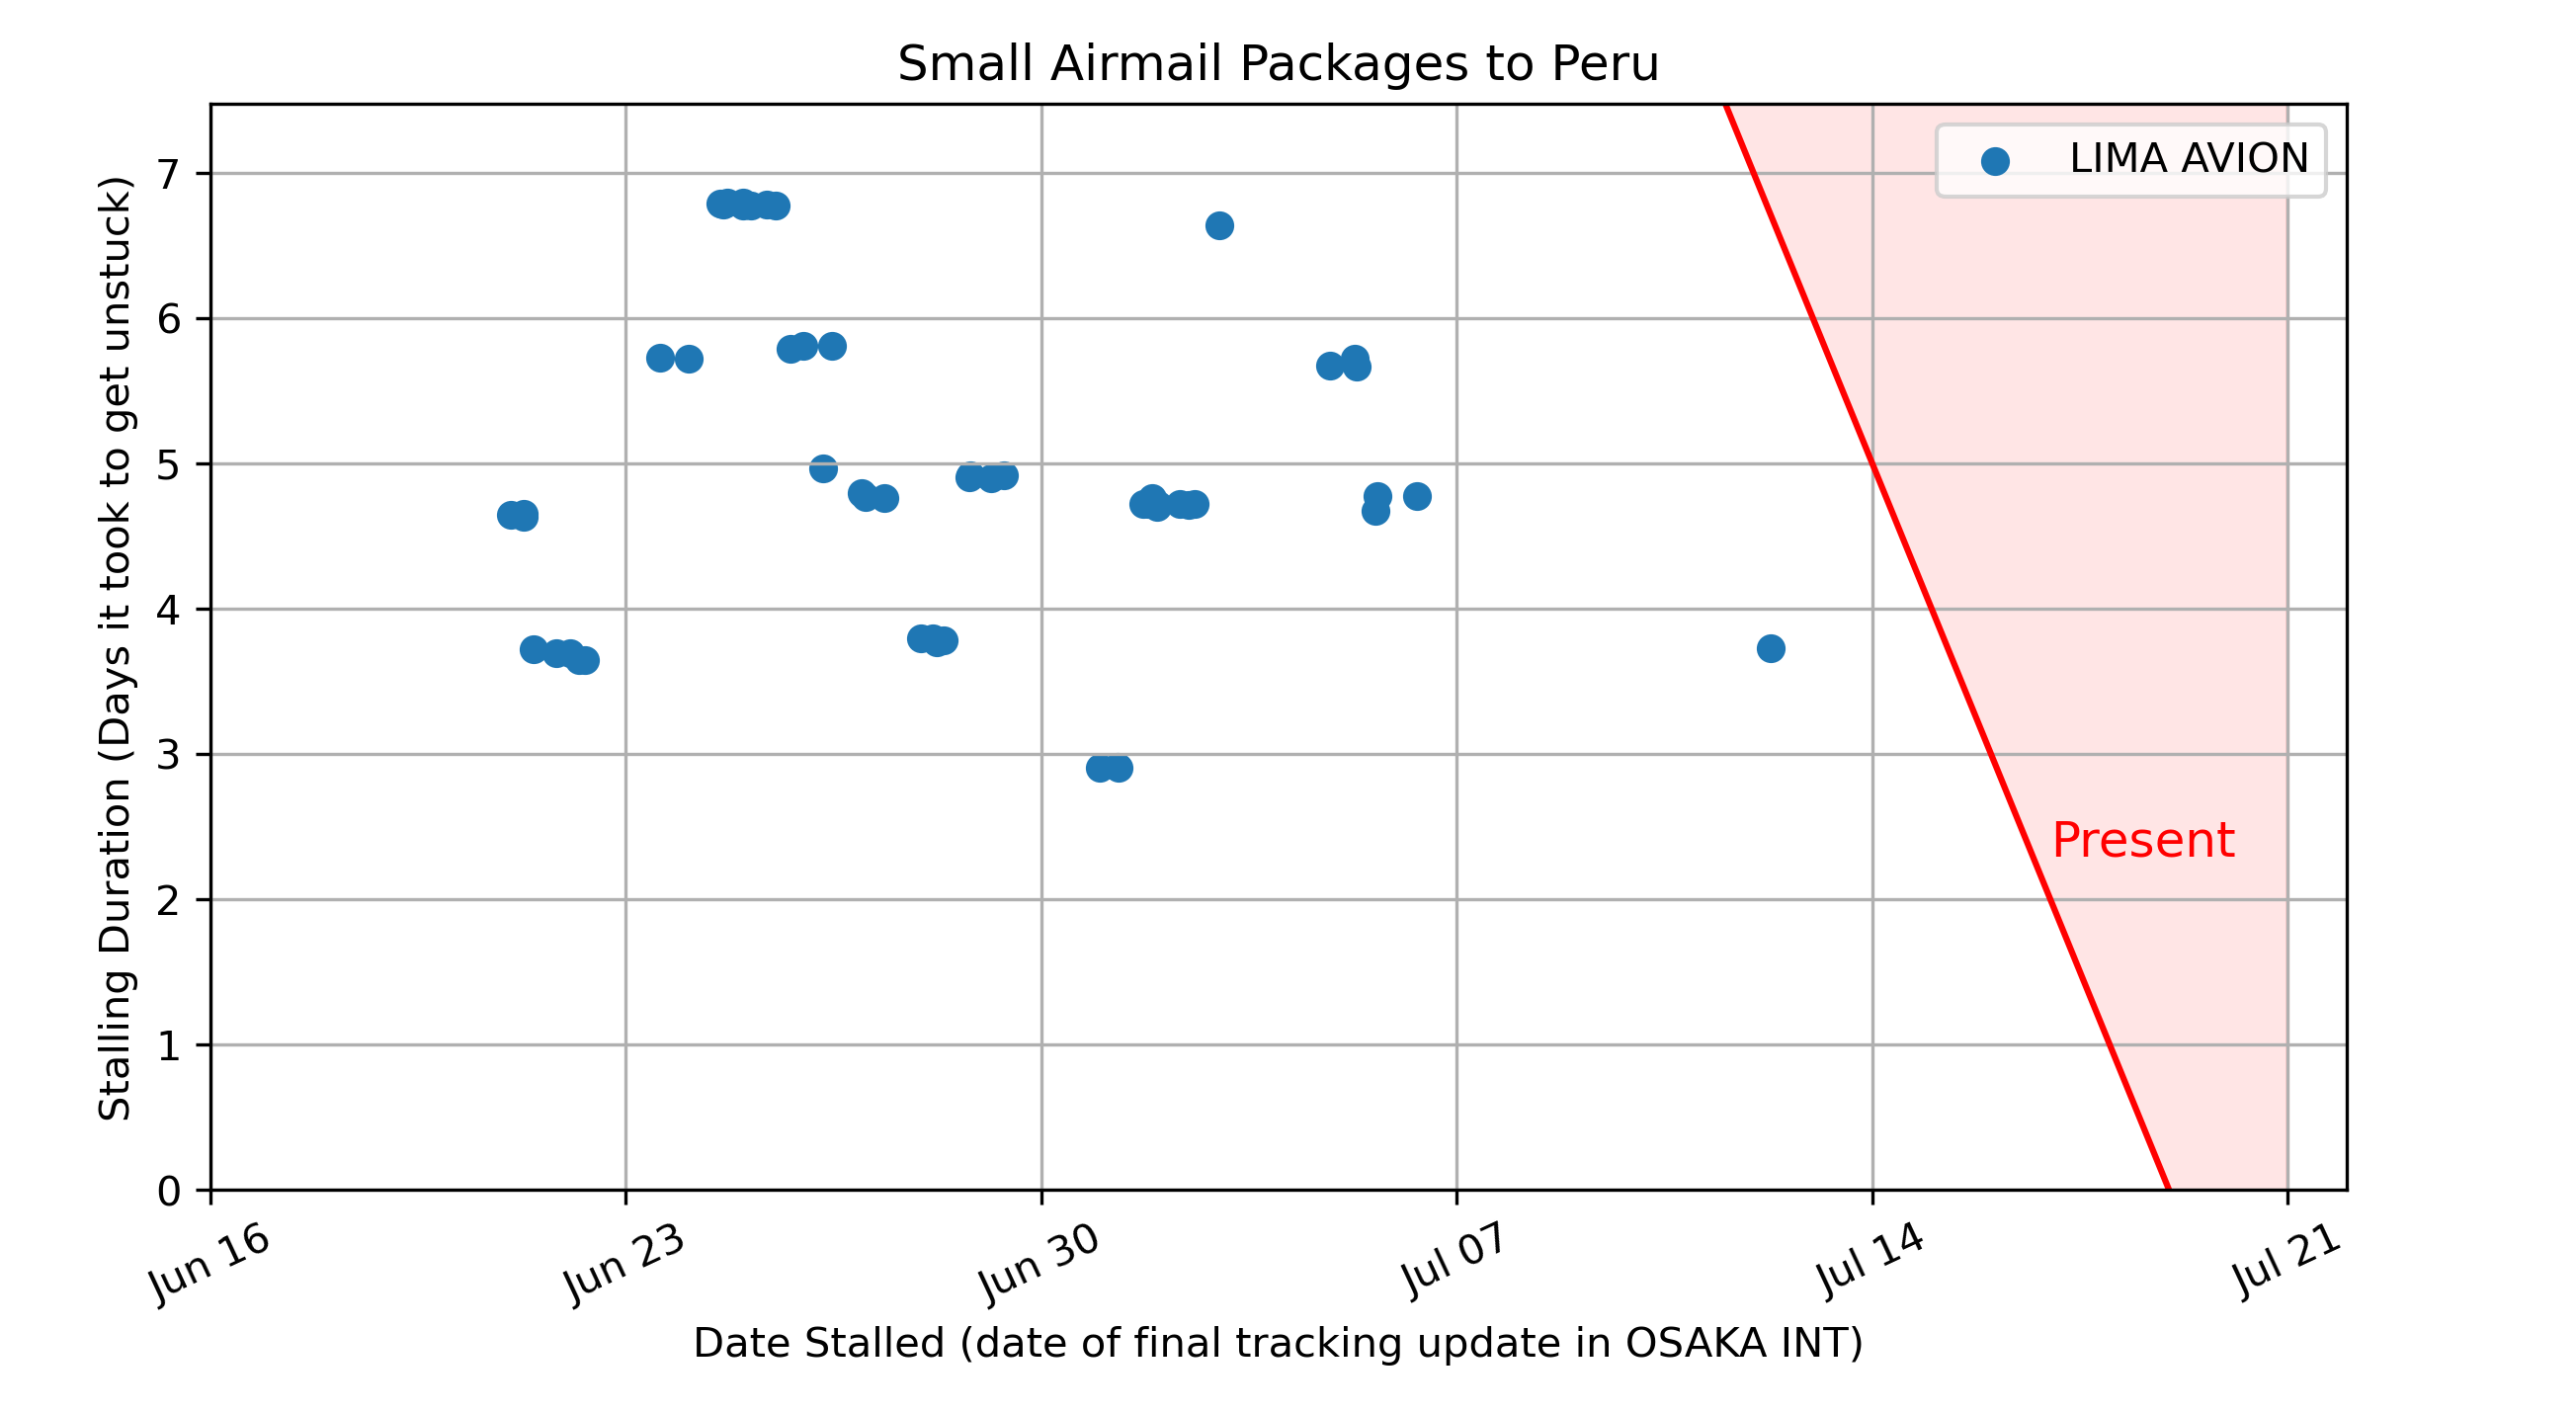 Small Airmail Packages to Peru
LIMA AVION
Stalling Duration (Days it took to get unstuck)
7
6
5
4
3
2
1
0
Present
Jun 16
Jun 23
Jun 30
Jul 07
Jul 14
Jul 21
Date Stalled (date of final tracking update in OSAKA INT)